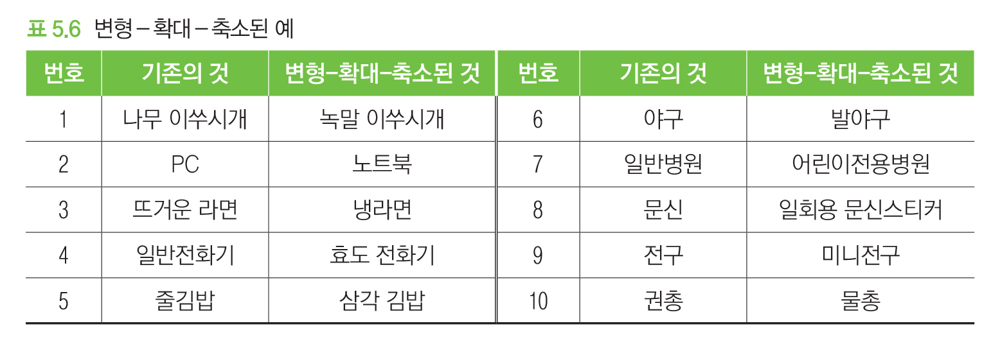 표 5.6 변형-확대-축소된 예
번호 기존의 것 변형-확대-축소된 것 번호 기존의 것 변형-확대-축소된 것
1 나무 이쑤시개 녹말 이쑤시개 6 야구 발야구
2 PC 노트북 7 일반병원 어린이전용병원
3 뜨거운 라면 냉라면 8 문신 일회용 문신스티커
4 일반전화기 효도 전화기 9 전구 미니전구
5 줄김밥 삼각 김밥 10 권총 물총